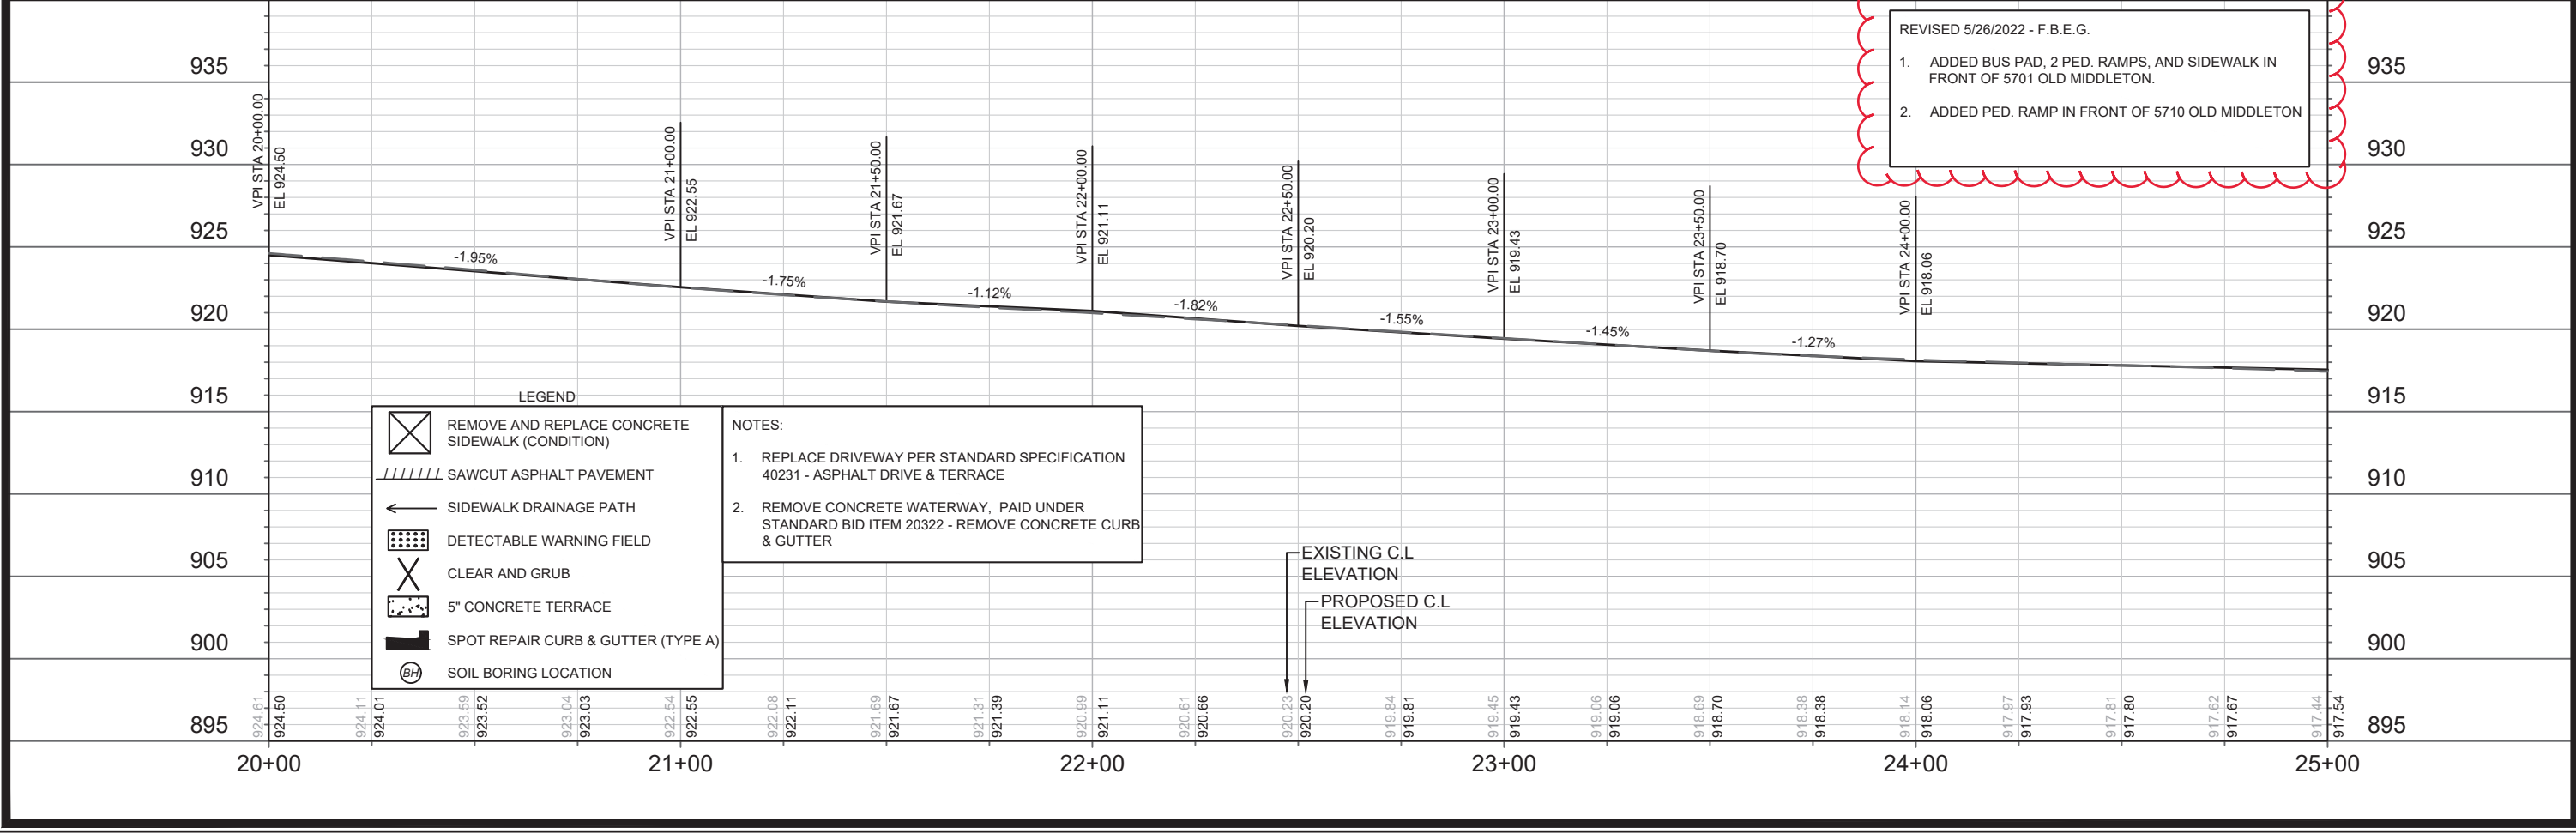 REVISED 5/26/2022 - F.B.E.G.
1. ADDED BUS PAD, 2 PED. RAMPS, AND SIDEWALK IN
FRONT OF 5701 OLD MIDDLETON.
2. ADDED PED. RAMP IN FRONT OF 5710 OLD MIDDLETON
935
935
930
930
925
925
920
920
915
915
910
910
905
905
900
900
895
895
VPI STA 20+00.00
EL 924.50
VPI STA 21+00.00
EL 922.55
VPI STA 21+50.00
EL 921.67
VPI STA 22+00.00
EL 921.11
VPI STA 22+50.00
EL 920.20
VPI STA 23+00.00
EL 919.43
VPI STA 23+50.00
EL 918.70
VPI STA 24+00.00
EL 918.06
-1.95%
-1.75%
-1.12%
-1.82%
-1.55%
-1.45%
-1.27%
LEGEND
REMOVE AND REPLACE CONCRETE
SIDEWALK (CONDITION)
SAWCUT ASPHALT PAVEMENT
SIDEWALK DRAINAGE PATH
DETECTABLE WARNING FIELD
CLEAR AND GRUB
5" CONCRETE TERRACE
SPOT REPAIR CURB & GUTTER (TYPE A)
BH SOIL BORING LOCATION
NOTES:
1. REPLACE DRIVEWAY PER STANDARD SPECIFICATION
40231 - ASPHALT DRIVE & TERRACE
2. REMOVE CONCRETE WATERWAY, PAID UNDER
STANDARD BID ITEM 20322 - REMOVE CONCRETE CURB
& GUTTER
EXISTING C.L
ELEVATION
PROPOSED C.L
ELEVATION
924.61
924.50
924.11
924.01
923.59
923.52
923.04
923.03
922.54
922.55
922.08
922.11
921.69
921.67
921.31
921.39
920.99
921.11
920.61
920.66
920.23
920.20
919.84
919.81
919.45
919.43
919.06
919.06
918.69
918.70
918.38
918.38
918.14
918.06
917.97
917.93
917.81
917.80
917.62
917.67
917.44
917.54
20+00
21+00
22+00
23+00
24+00
25+00